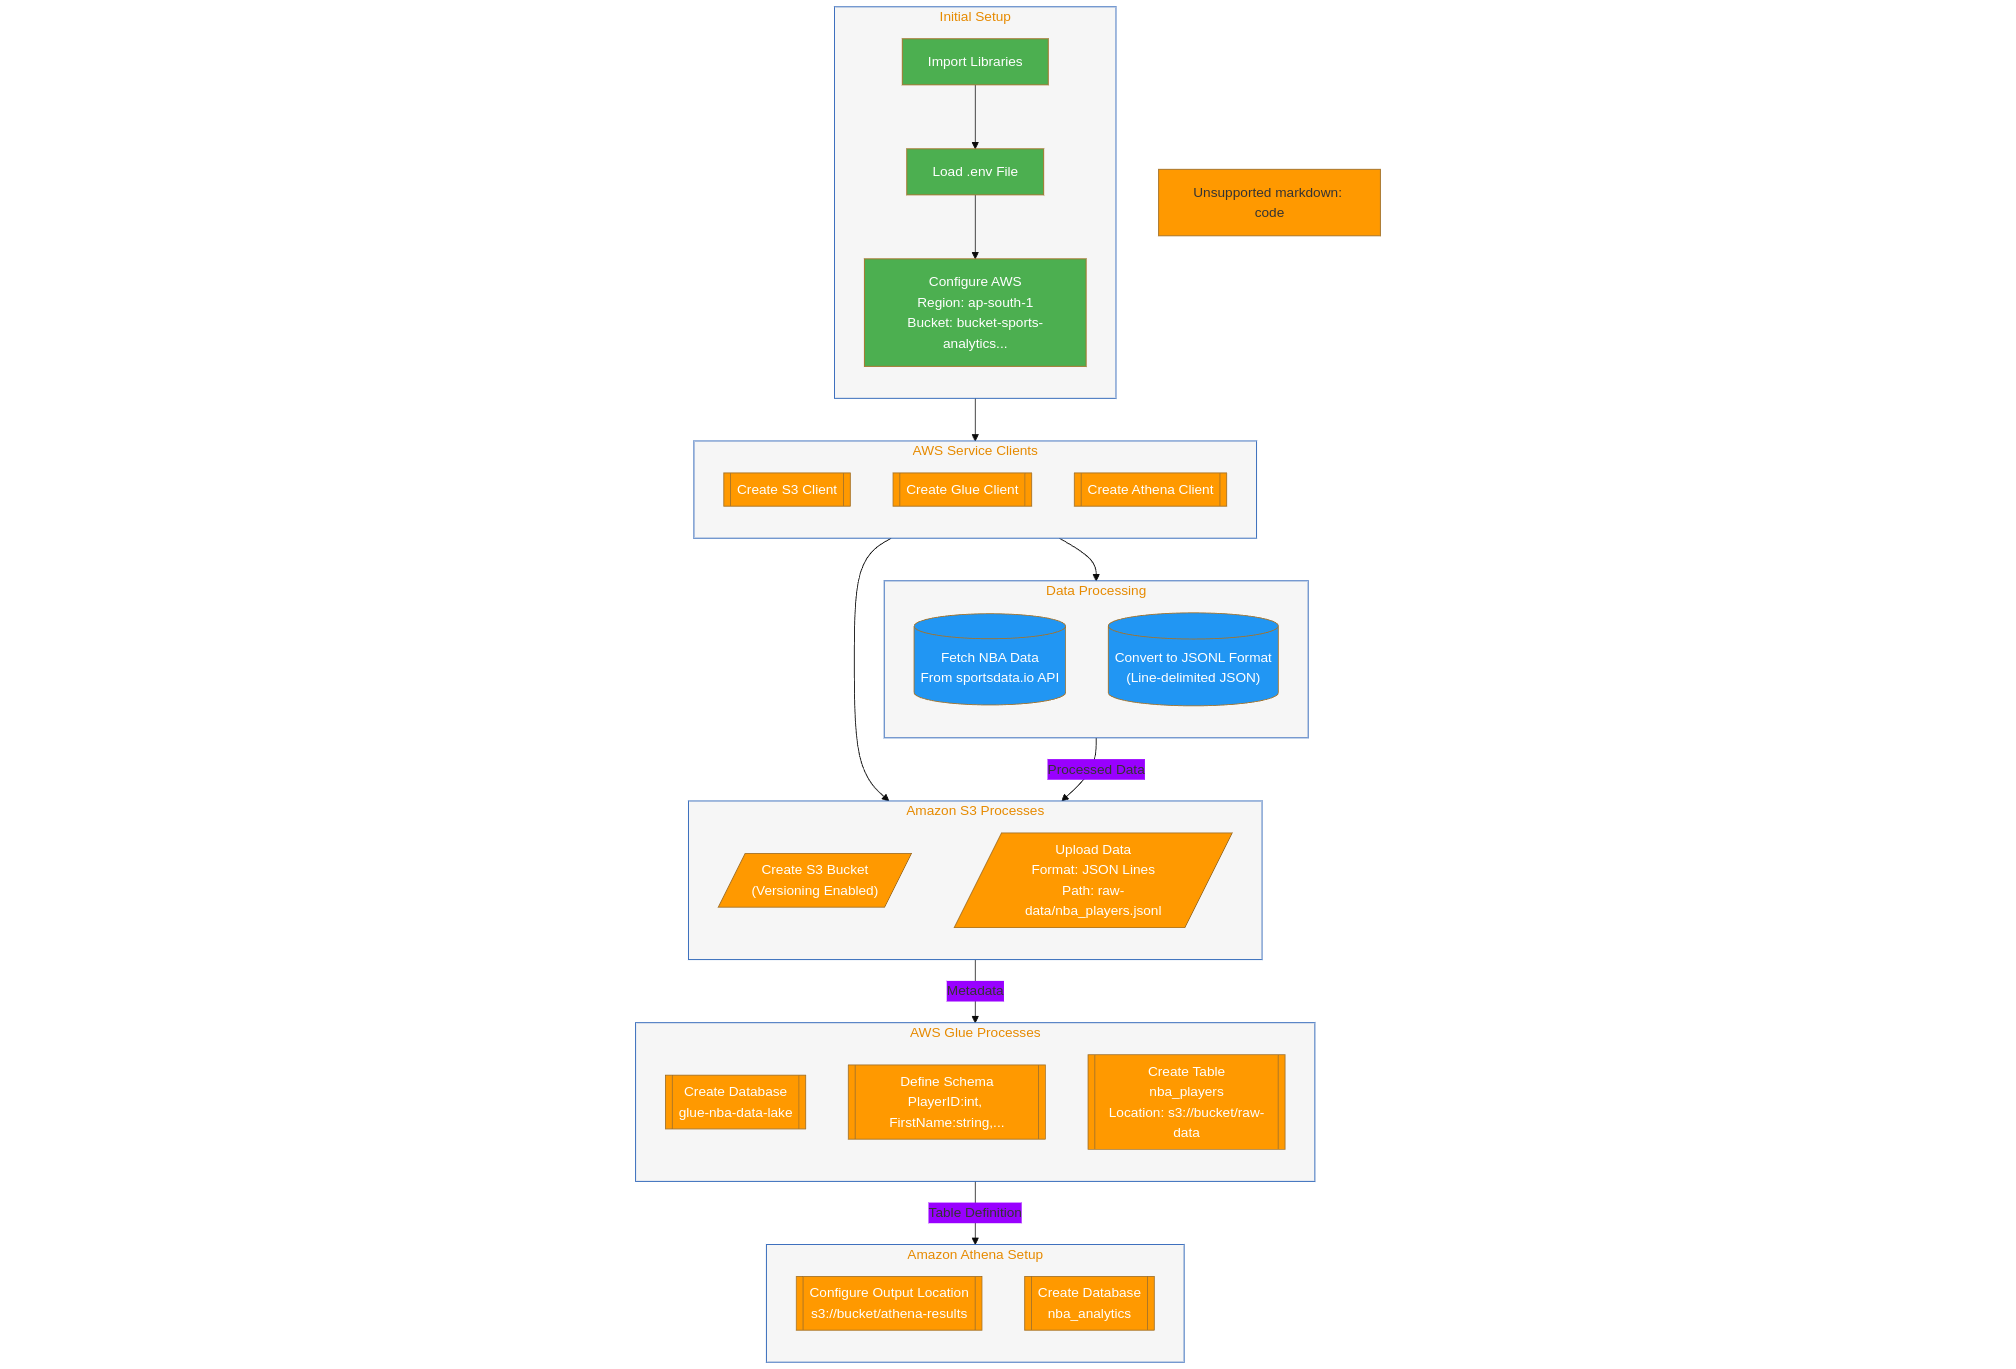 Initial Setup
Import Libraries
Load .env File
Unsupported markdown:
code
Configure AWS
Region: ap-south-1
Bucket: bucket-sports-
analytics...
AWS Service Clients
Create S3 Client
Create Glue Client
Create Athena Client
Data Processing
Fetch NBA Data
From sportsdata.io API
Convert to JSONL Format
(Line-delimited JSON)
Processed Data
Amazon S3 Processes
Create S3 Bucket
(Versioning Enabled)
Upload Data
Format: JSON Lines
Path: raw-
data/nba_players.jsonl
Metadata
AWS Glue Processes
Create Database
glue-nba-data-lake
Define Schema
PlayerID:int,
FirstName:string,...
Create Table
nba_players
Location: s3://bucket/raw-
data
Table Definition
Amazon Athena Setup
Configure Output Location
s3://bucket/athena-results
Create Database
nba_analytics